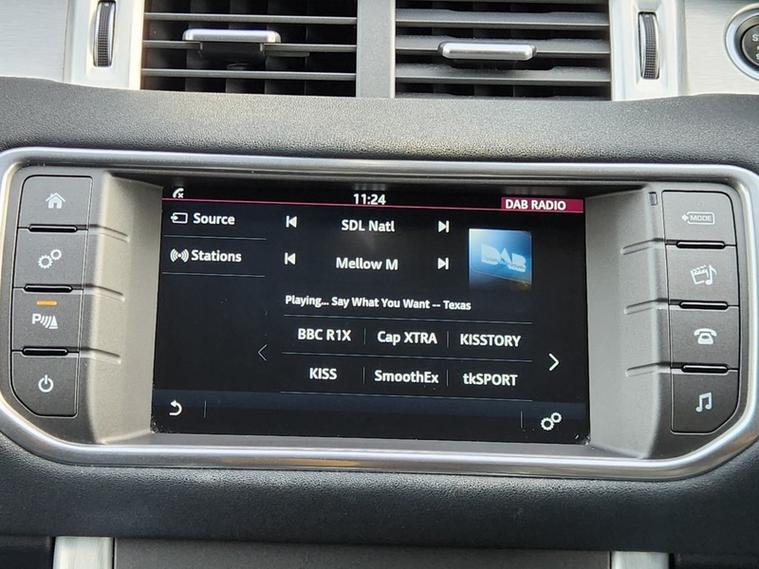 11:24
DAB RADIO
Source
SDL Natl
MODE
Stations
DAB
Mellow M
Playing... Say What You Want -- Texas
BBC R1X
Cap XTRA
KISSTORY
P
KISS
SmoothEx
tkSPORT